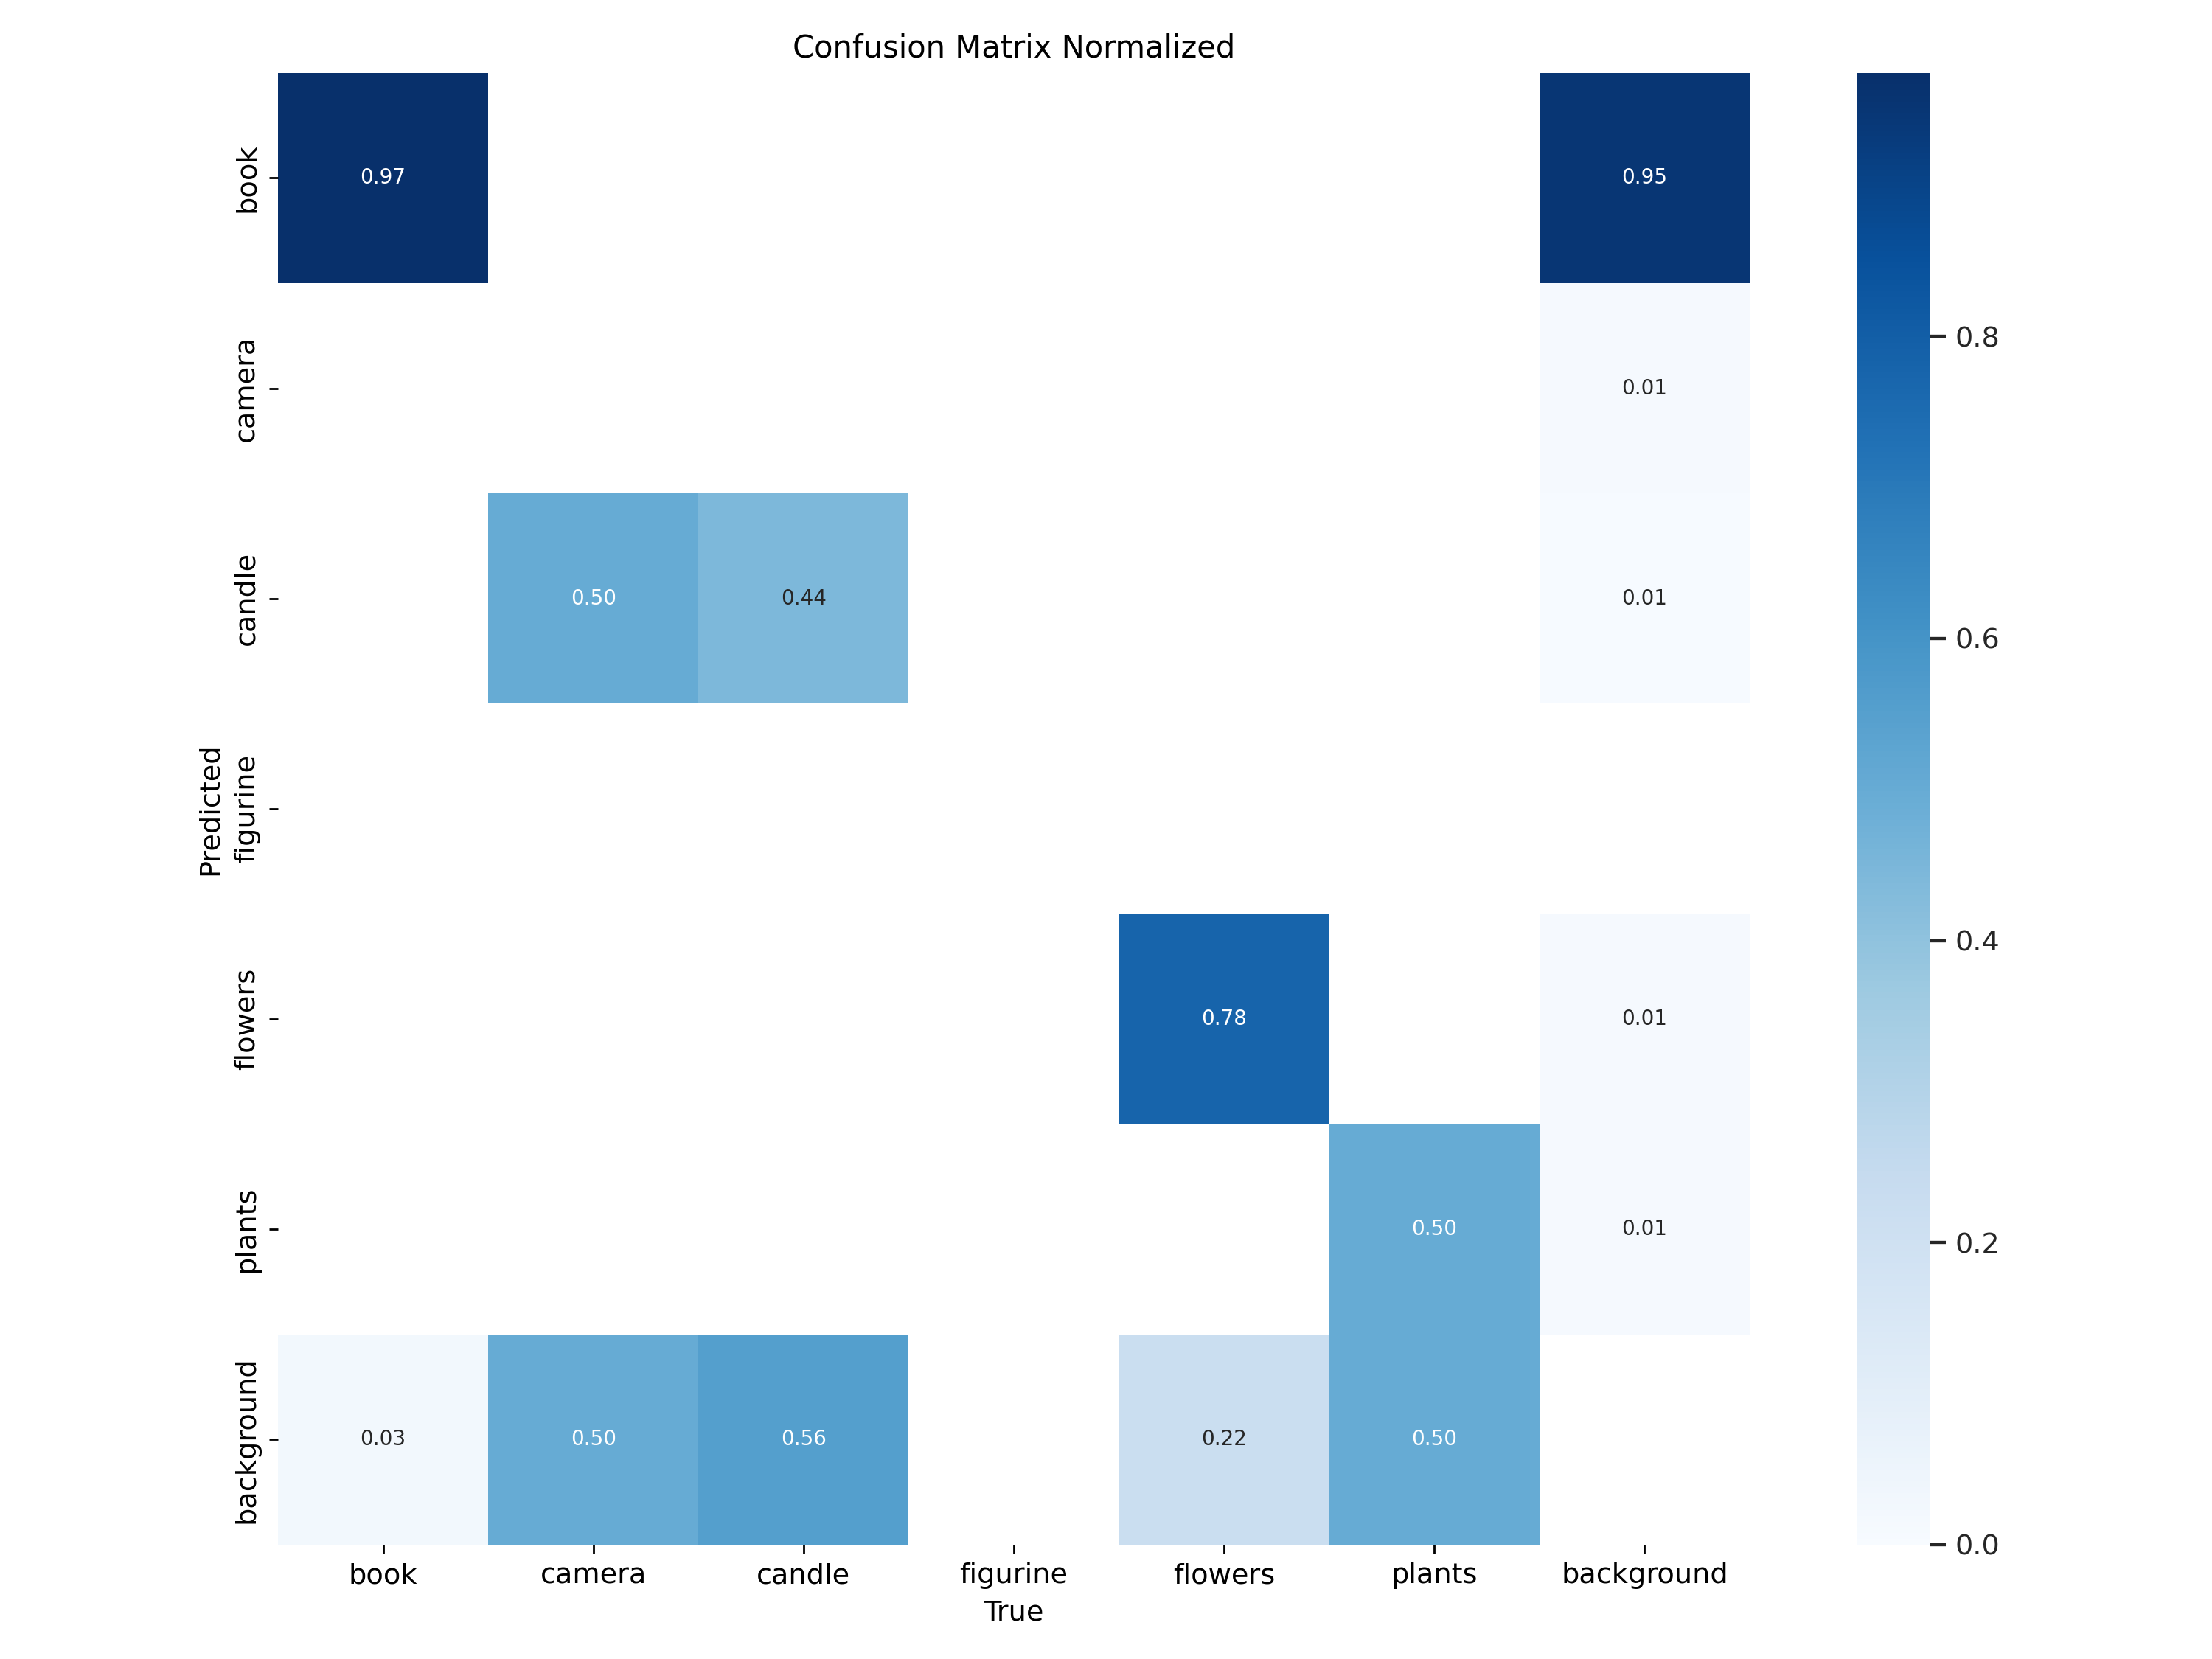 Confusion Matrix Normalized
book
0.97
0.95
camera
0.01
0.8
candle
0.50
0.44
0.01
0.6
Predicted
figurine
0.4
flowers
0.78
0.01
plants
0.50
0.01
0.2
background
0.03
0.50
0.56
0.22
0.50
0.0
book
camera
candle
figurine
flowers
plants
background
True